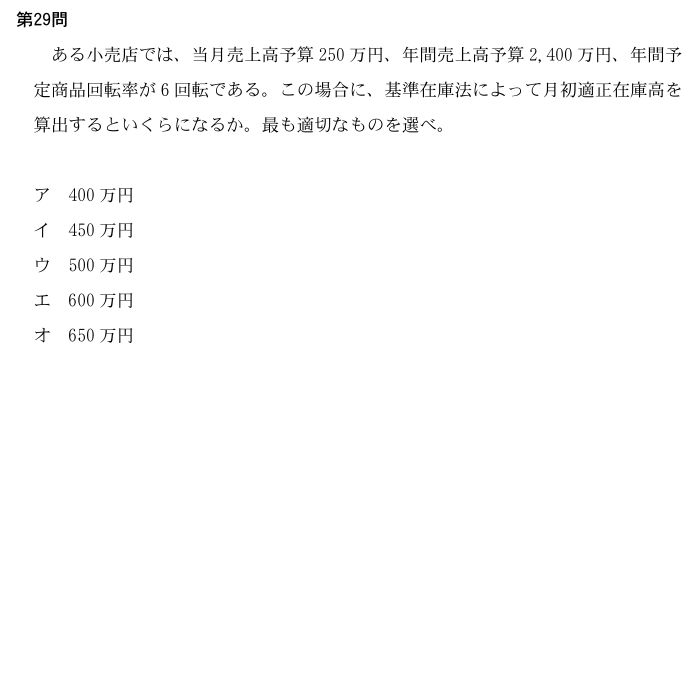 第29問
ある小売店では、当月売上高予算 250 万円、年間売上高予算 2,400 万円、年間予
定商品回転率が 6 回転である。この場合に、基準在庫法によって月初適正在庫高を
算出するといくらになるか。最も適切なものを選べ。
ア 400 万円
イ 450 万円
ウ 500 万円
エ 600 万円
オ 650 万円